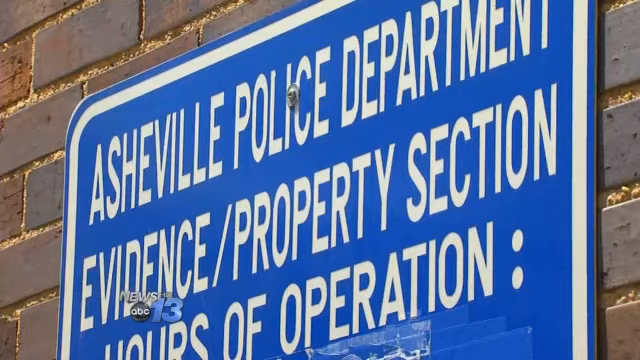 ASHEVILLE POLICE DEPARTMENT
EVIDENCE/PROPERTY SECTION
HOURS OF OPERATION:
NEWS
abc 13